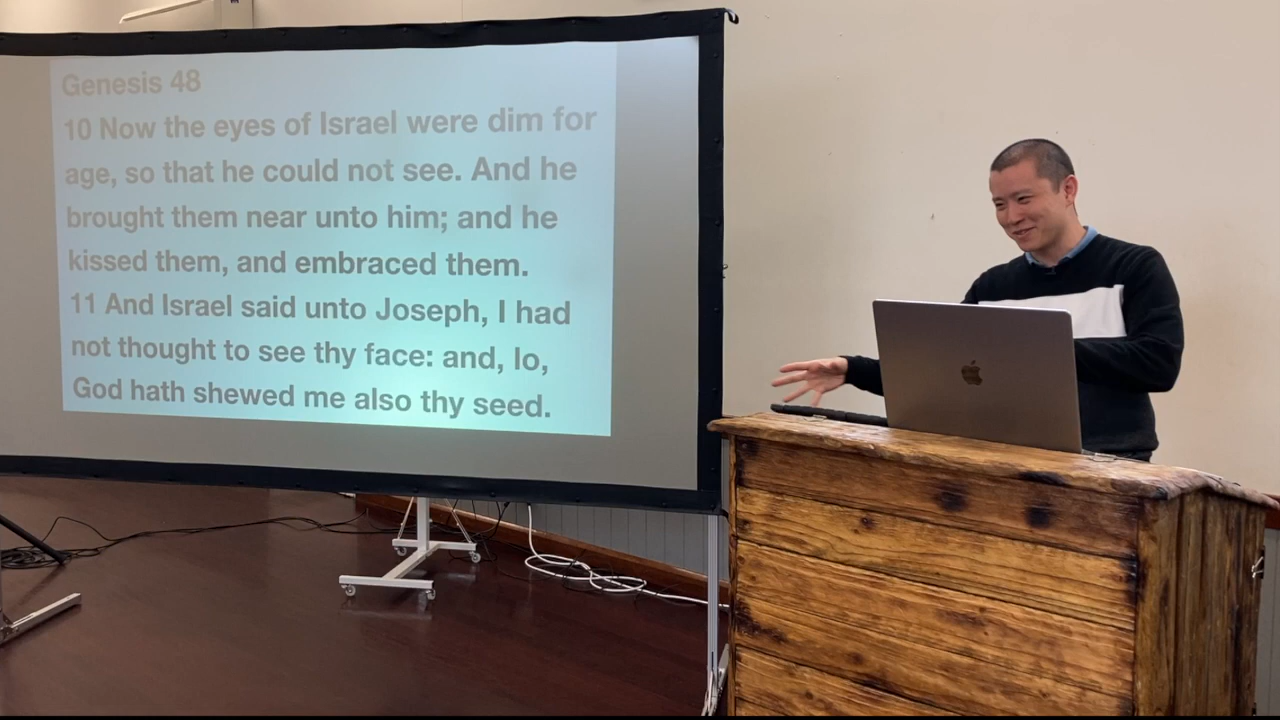 Genesis 48
10 Now the eyes of Israel were dim for
age, so that he could not see. And he
brought them near unto him; and he
kissed them, and embraced them.
11 And Israel said unto Joseph, I had
not thought to see thy face: and, lo,
God hath shewed me also thy seed.